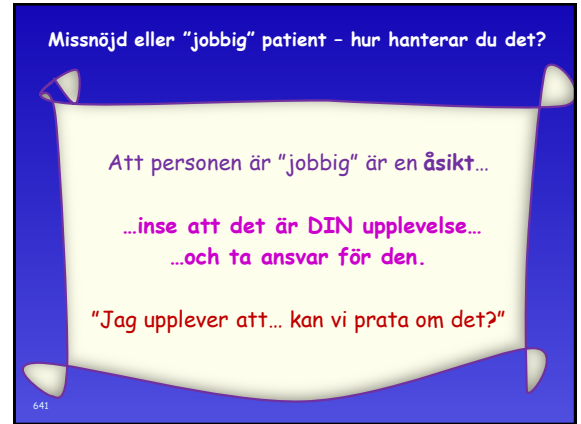 Missnöjd eller ”jobbig” patient – hur hanterar du det?
Att personen är ”jobbig” är en åsikt…
…inse att det är DIN upplevelse…
…och ta ansvar för den.
”Jag upplever att… kan vi prata om det?”
641